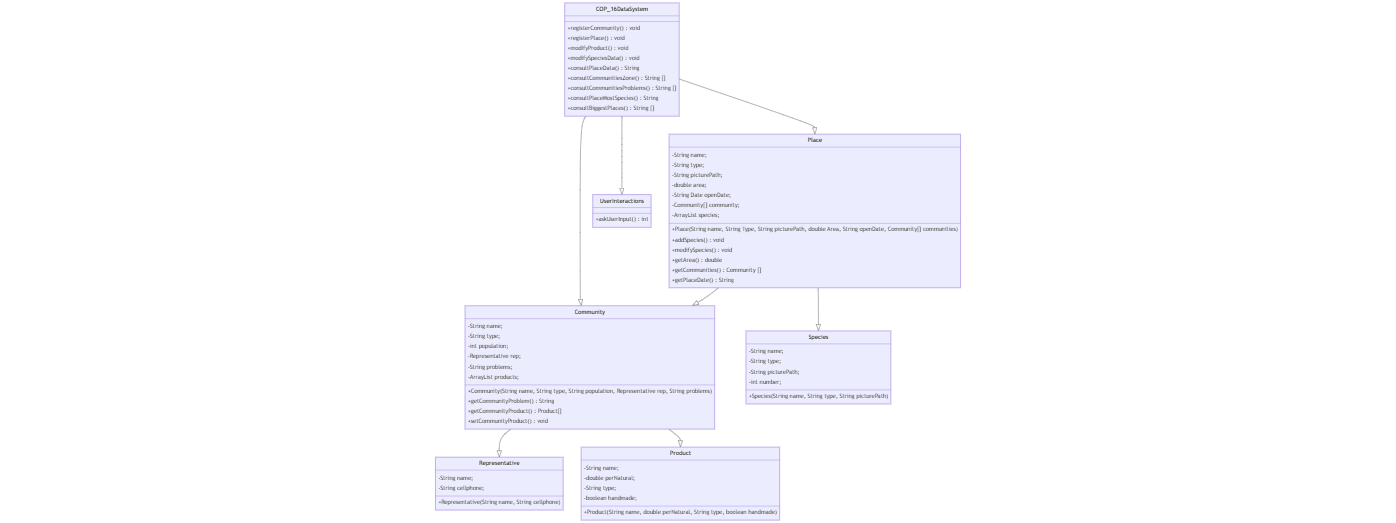 COP_16DataSystem
+registerCommunity() : void
+registerPlace() : void
+modifyProduct() : void
+modifySpeciesData() : void
+consultPlaceData() : String
+consultCommunitiesZone() : String []
+consultCommunitiesProblems() : String []
+consultPlaceMostSpecies() : String
+consultBiggestPlaces() : String []
Place
-String name;
-String type;
-String picturePath;
-double area;
-String Date openDate;
-Community[] community;
-ArrayList species;
+Place(String name, String Type, String picturePath, double Area, String openDate, Community[] communities)
+addSpecies() : void
+modifySpecies() : void
+getArea() : double
+getCommunities() : Community []
+getPlaceDate() : String
UserInteractions
+askUserInput() : int
Community
-String name;
-String type;
-int population;
-Representative rep;
-String problems;
-ArrayList products;
+Community(String name, String type, String population, Representative rep, String problems)
+getCommunityProblem() : String
+getCommunityProduct() : Product[]
+setCommunityProduct() : void
Species
-String name;
-String type;
-String picturePath;
-int number;
+Species(String name, String type, String picturePath)
Representative
-String name;
-String cellphone;
+Representative(String name, String cellphone)
Product
-String name;
-double perNatural;
-String type;
-boolean handmade;
+Product(String name, double perNatural, String type, boolean handmade)